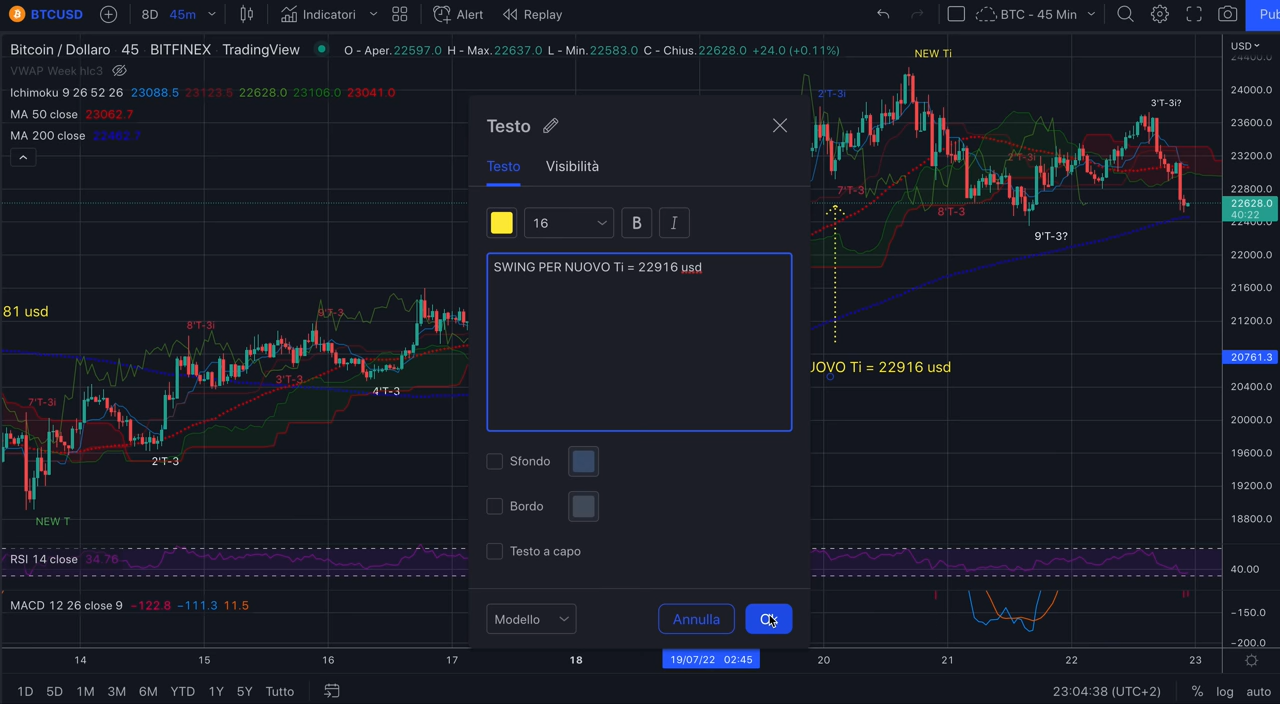 BTCUSD 8D 45m Indicatori Alert Replay BTC - 45 Min Pub
Bitcoin / Dollaro · 45 · BITFINEX · TradingView O - Aper.22597.0 H - Max.22637.0 L - Min.22583.0 C - Chius.22628.0 +24.0 (+0.11%)
USD
VWAP Week hlc3
Ichimoku 9 26 52 26 23088.5 23123.5 22628.0 23106.0 23041.0
MA 50 close 23062.7
MA 200 close 22462.7
Testo
Testo Visibilità
16 B I
SWING PER NUOVO Ti = 22916 usd
Sfondo
Bordo
Testo a capo
Modello Annulla Ok
NEW Ti
2'T-3i
3'T-3i?
2'T-3i
7'T-3
8'T-3
9'T-3?
81 usd
UOVO Ti = 22916 usd
8'T-3i
9'T-3
3'T-3
4'T-3
7'T-3i
2'T-3
NEW T
24400.0
24000.0
23600.0
23200.0
22800.0
22628.0
40:22
22400.0
22000.0
21600.0
21200.0
20761.3
20400.0
20000.0
19600.0
19200.0
18800.0
RSI 14 close 34.76
40.00
MACD 12 26 close 9 −122.8 −111.3 11.5
−150.0
−200.0
14 15 16 17 18 19/07/22 02:45 20 21 22 23
1D 5D 1M 3M 6M YTD 1Y 5Y Tutto 23:04:38 (UTC+2) % log auto